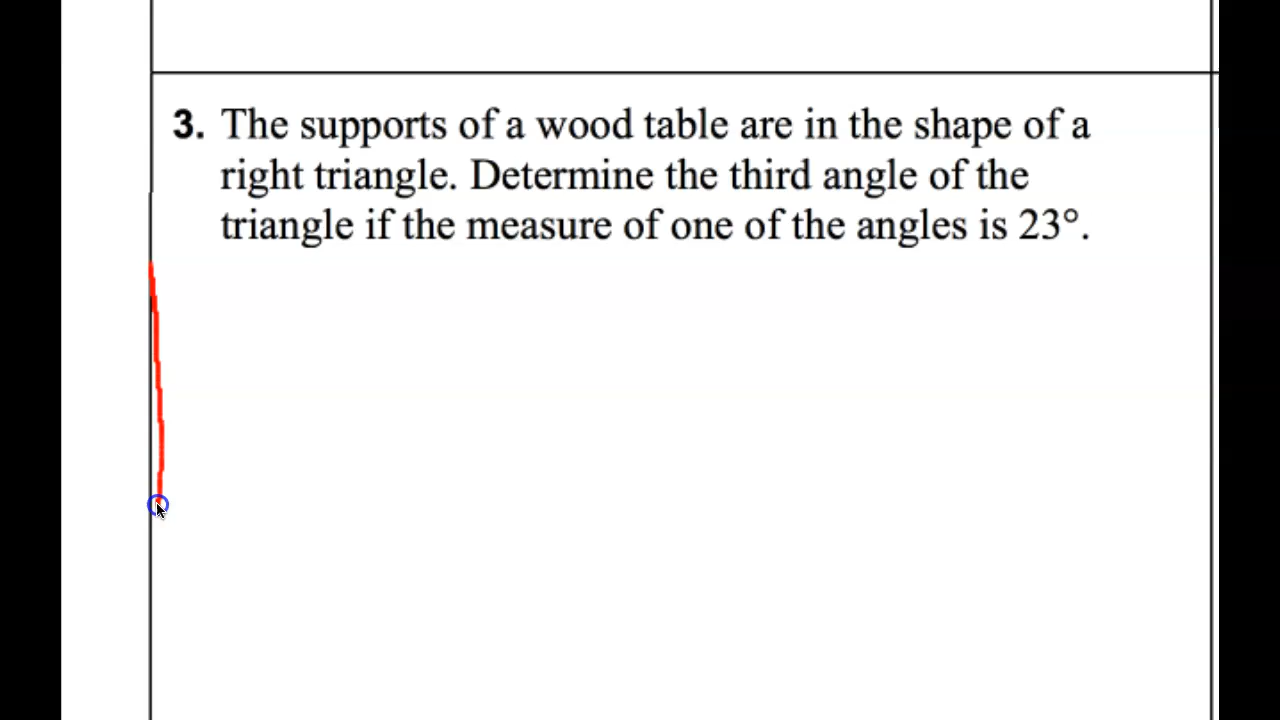 3. The supports of a wood table are in the shape of a
right triangle. Determine the third angle of the
triangle if the measure of one of the angles is 23°.